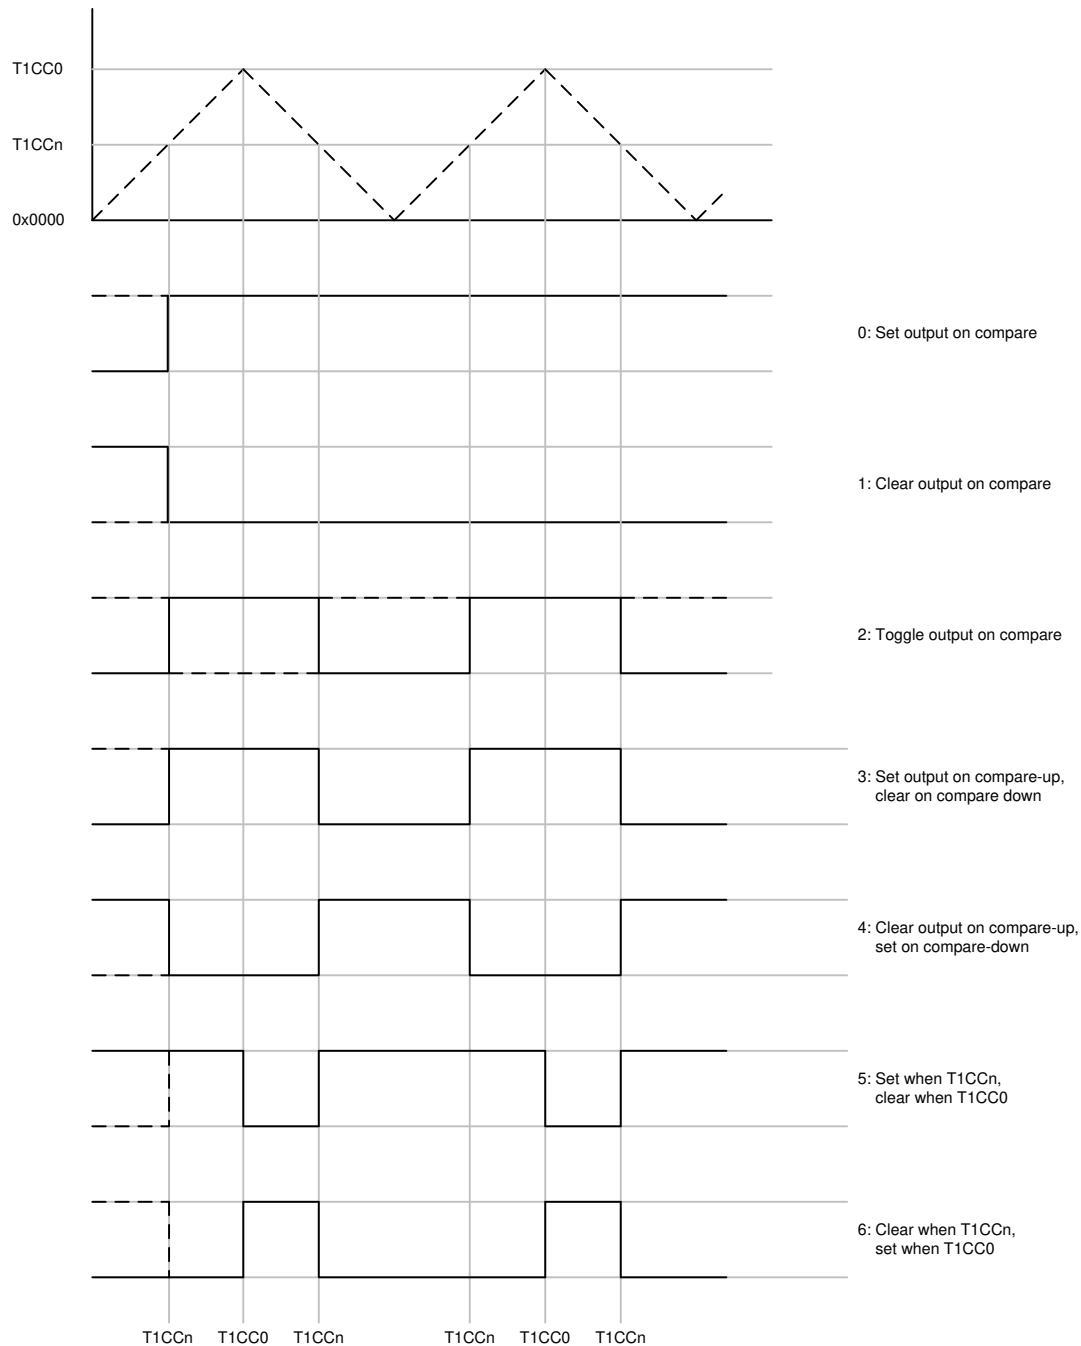 T1CC0
T1CCn
0x0000
0: Set output on compare
1: Clear output on compare
2: Toggle output on compare
3: Set output on compare-up,
clear on compare down
4: Clear output on compare-up,
set on compare-down
5: Set when T1CCn,
clear when T1CC0
6: Clear when T1CCn,
set when T1CC0
T1CCn T1CC0 T1CCn T1CCn T1CC0 T1CCn